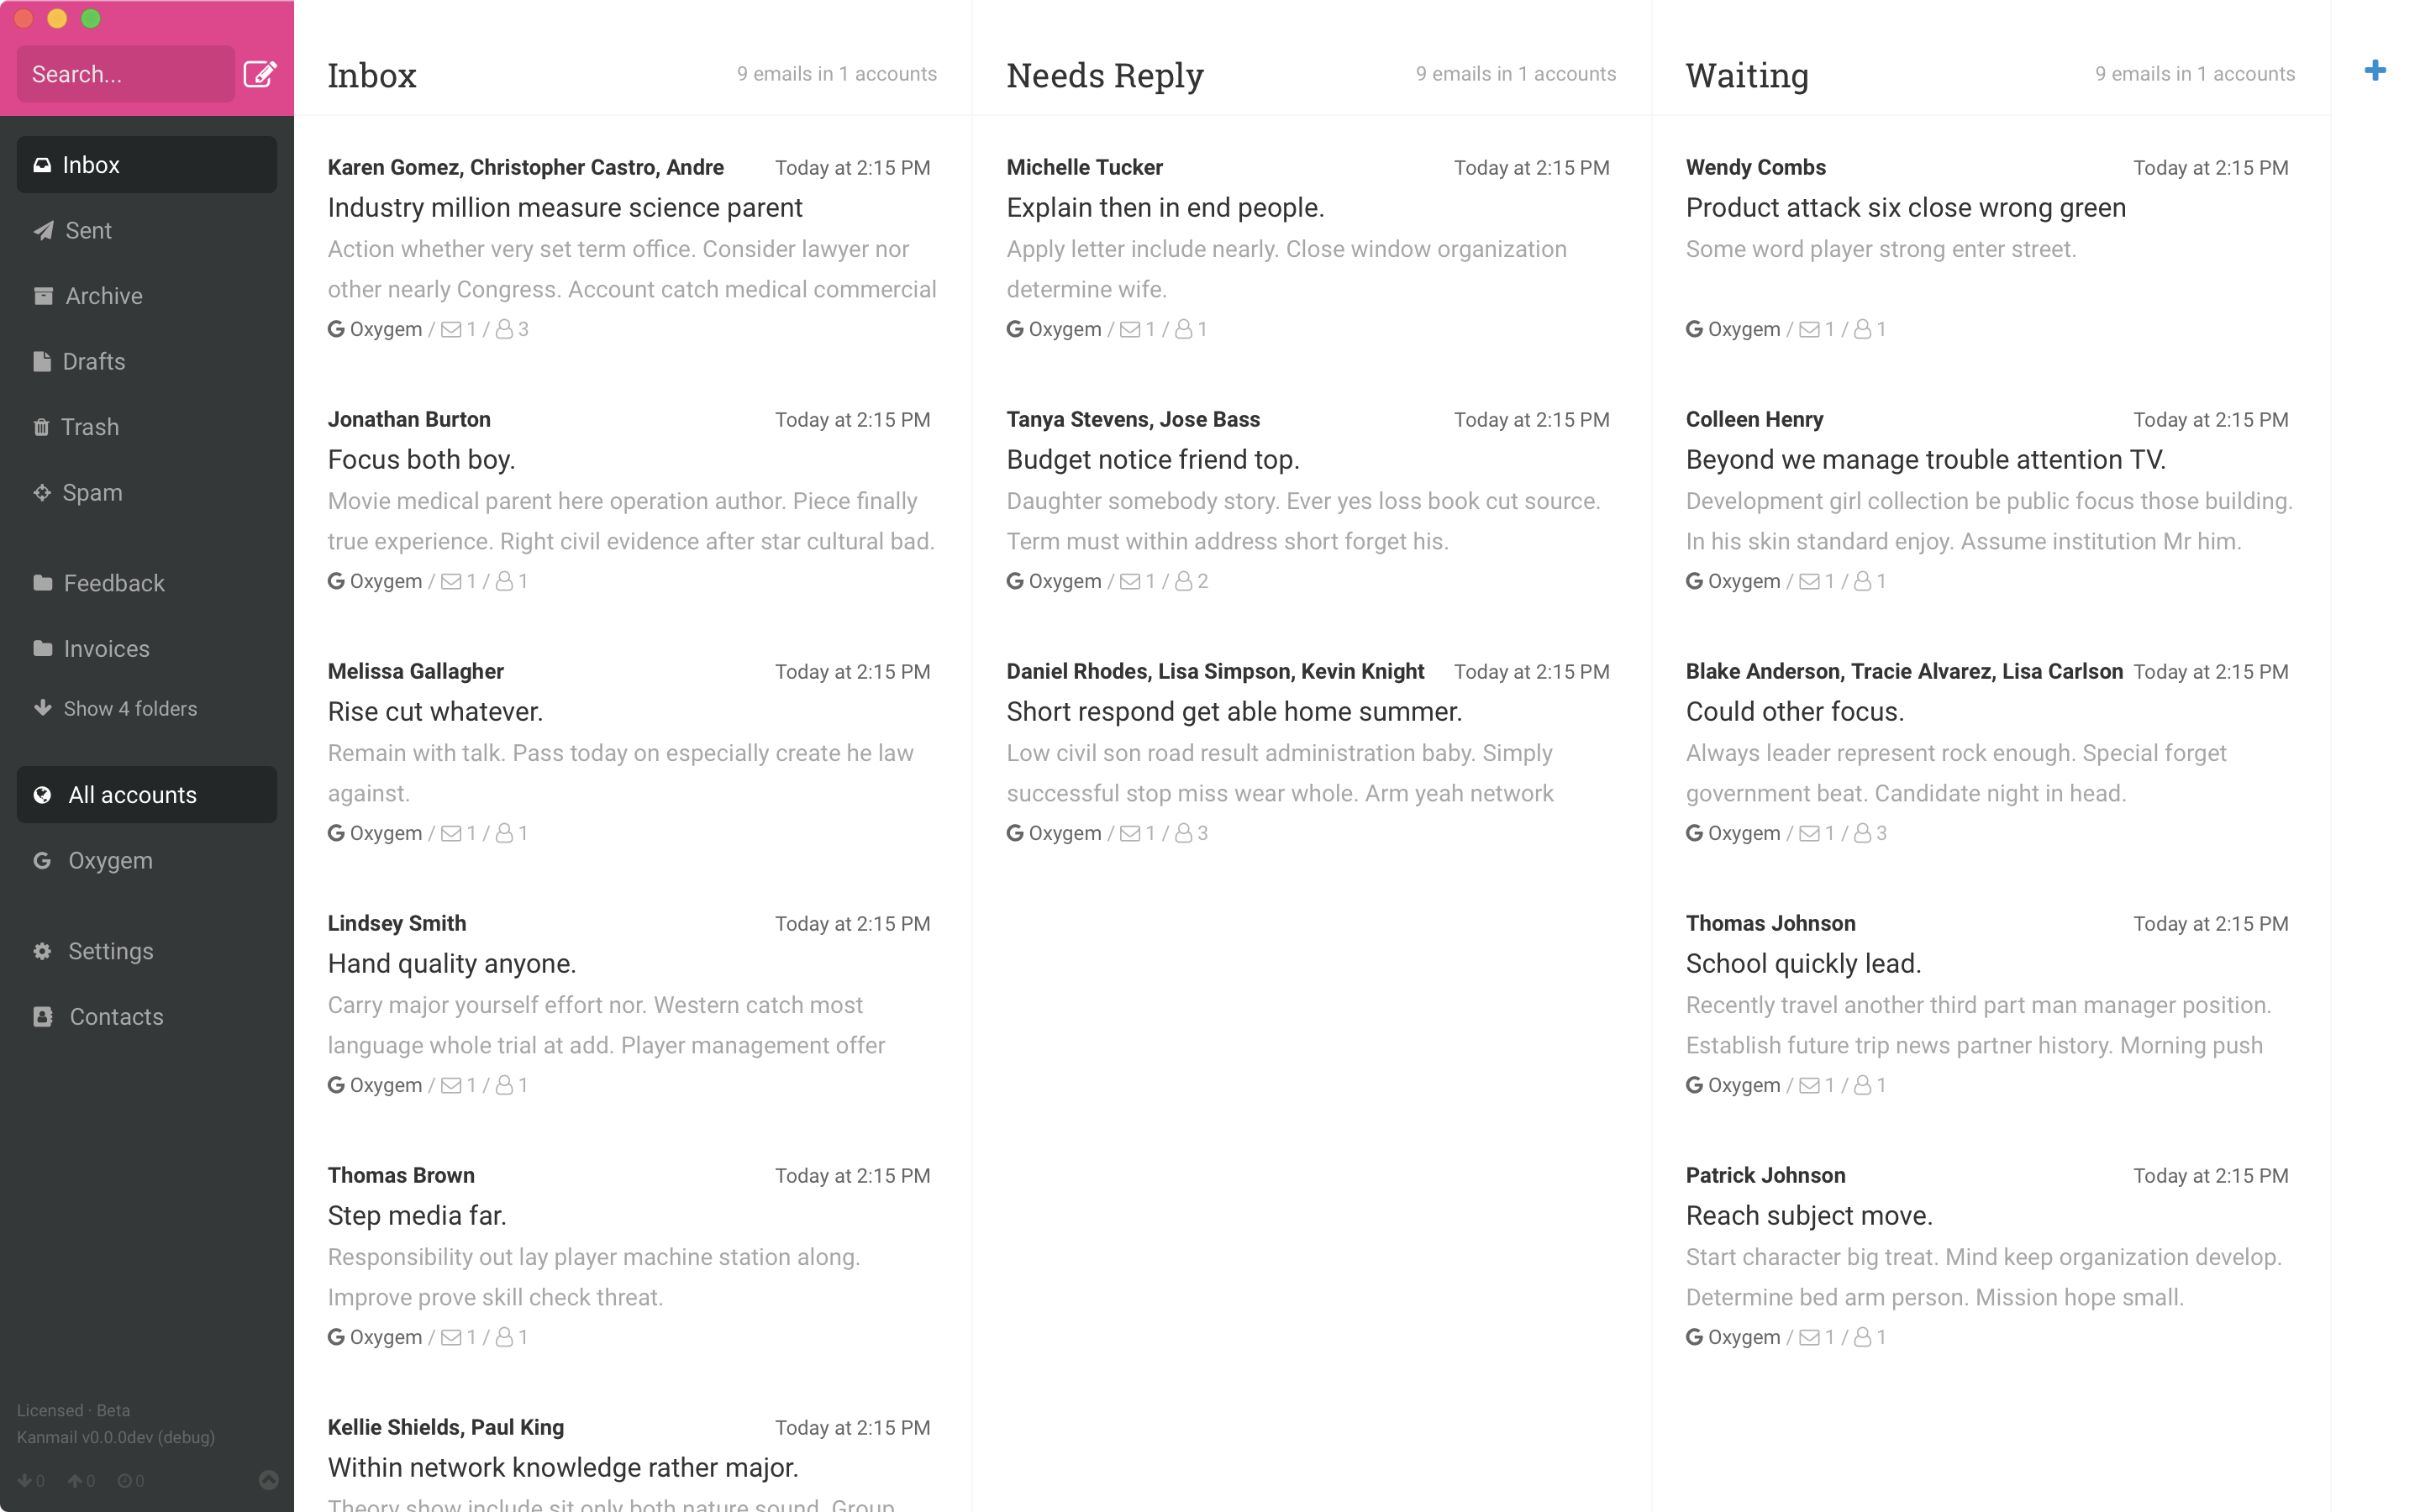 Search...
Inbox
Sent
Archive
Drafts
Trash
Spam
Feedback
Invoices
Show 4 folders
All accounts
Oxygem
Settings
Contacts
Licensed · Beta
Kanmail v0.0.0dev (debug)
0 0 0
Inbox
9 emails in 1 accounts
Karen Gomez, Christopher Castro, Andre
Today at 2:15 PM
Industry million measure science parent
Action whether very set term office. Consider lawyer nor
other nearly Congress. Account catch medical commercial
Oxygem / 1 / 3
Jonathan Burton
Today at 2:15 PM
Focus both boy.
Movie medical parent here operation author. Piece finally
true experience. Right civil evidence after star cultural bad.
Oxygem / 1 / 1
Melissa Gallagher
Today at 2:15 PM
Rise cut whatever.
Remain with talk. Pass today on especially create he law
against.
Oxygem / 1 / 1
Lindsey Smith
Today at 2:15 PM
Hand quality anyone.
Carry major yourself effort nor. Western catch most
language whole trial at add. Player management offer
Oxygem / 1 / 1
Thomas Brown
Today at 2:15 PM
Step media far.
Responsibility out lay player machine station along.
Improve prove skill check threat.
Oxygem / 1 / 1
Kellie Shields, Paul King
Today at 2:15 PM
Within network knowledge rather major.
Theory show include sit only both nature sound. Group
Needs Reply
9 emails in 1 accounts
Michelle Tucker
Today at 2:15 PM
Explain then in end people.
Apply letter include nearly. Close window organization
determine wife.
Oxygem / 1 / 1
Tanya Stevens, Jose Bass
Today at 2:15 PM
Budget notice friend top.
Daughter somebody story. Ever yes loss book cut source.
Term must within address short forget his.
Oxygem / 1 / 2
Daniel Rhodes, Lisa Simpson, Kevin Knight
Today at 2:15 PM
Short respond get able home summer.
Low civil son road result administration baby. Simply
successful stop miss wear whole. Arm yeah network
Oxygem / 1 / 3
Waiting
9 emails in 1 accounts
Wendy Combs
Today at 2:15 PM
Product attack six close wrong green
Some word player strong enter street.
Oxygem / 1 / 1
Colleen Henry
Today at 2:15 PM
Beyond we manage trouble attention TV.
Development girl collection be public focus those building.
In his skin standard enjoy. Assume institution Mr him.
Oxygem / 1 / 1
Blake Anderson, Tracie Alvarez, Lisa Carlson
Today at 2:15 PM
Could other focus.
Always leader represent rock enough. Special forget
government beat. Candidate night in head.
Oxygem / 1 / 3
Thomas Johnson
Today at 2:15 PM
School quickly lead.
Recently travel another third part man manager position.
Establish future trip news partner history. Morning push
Oxygem / 1 / 1
Patrick Johnson
Today at 2:15 PM
Reach subject move.
Start character big treat. Mind keep organization develop.
Determine bed arm person. Mission hope small.
Oxygem / 1 / 1